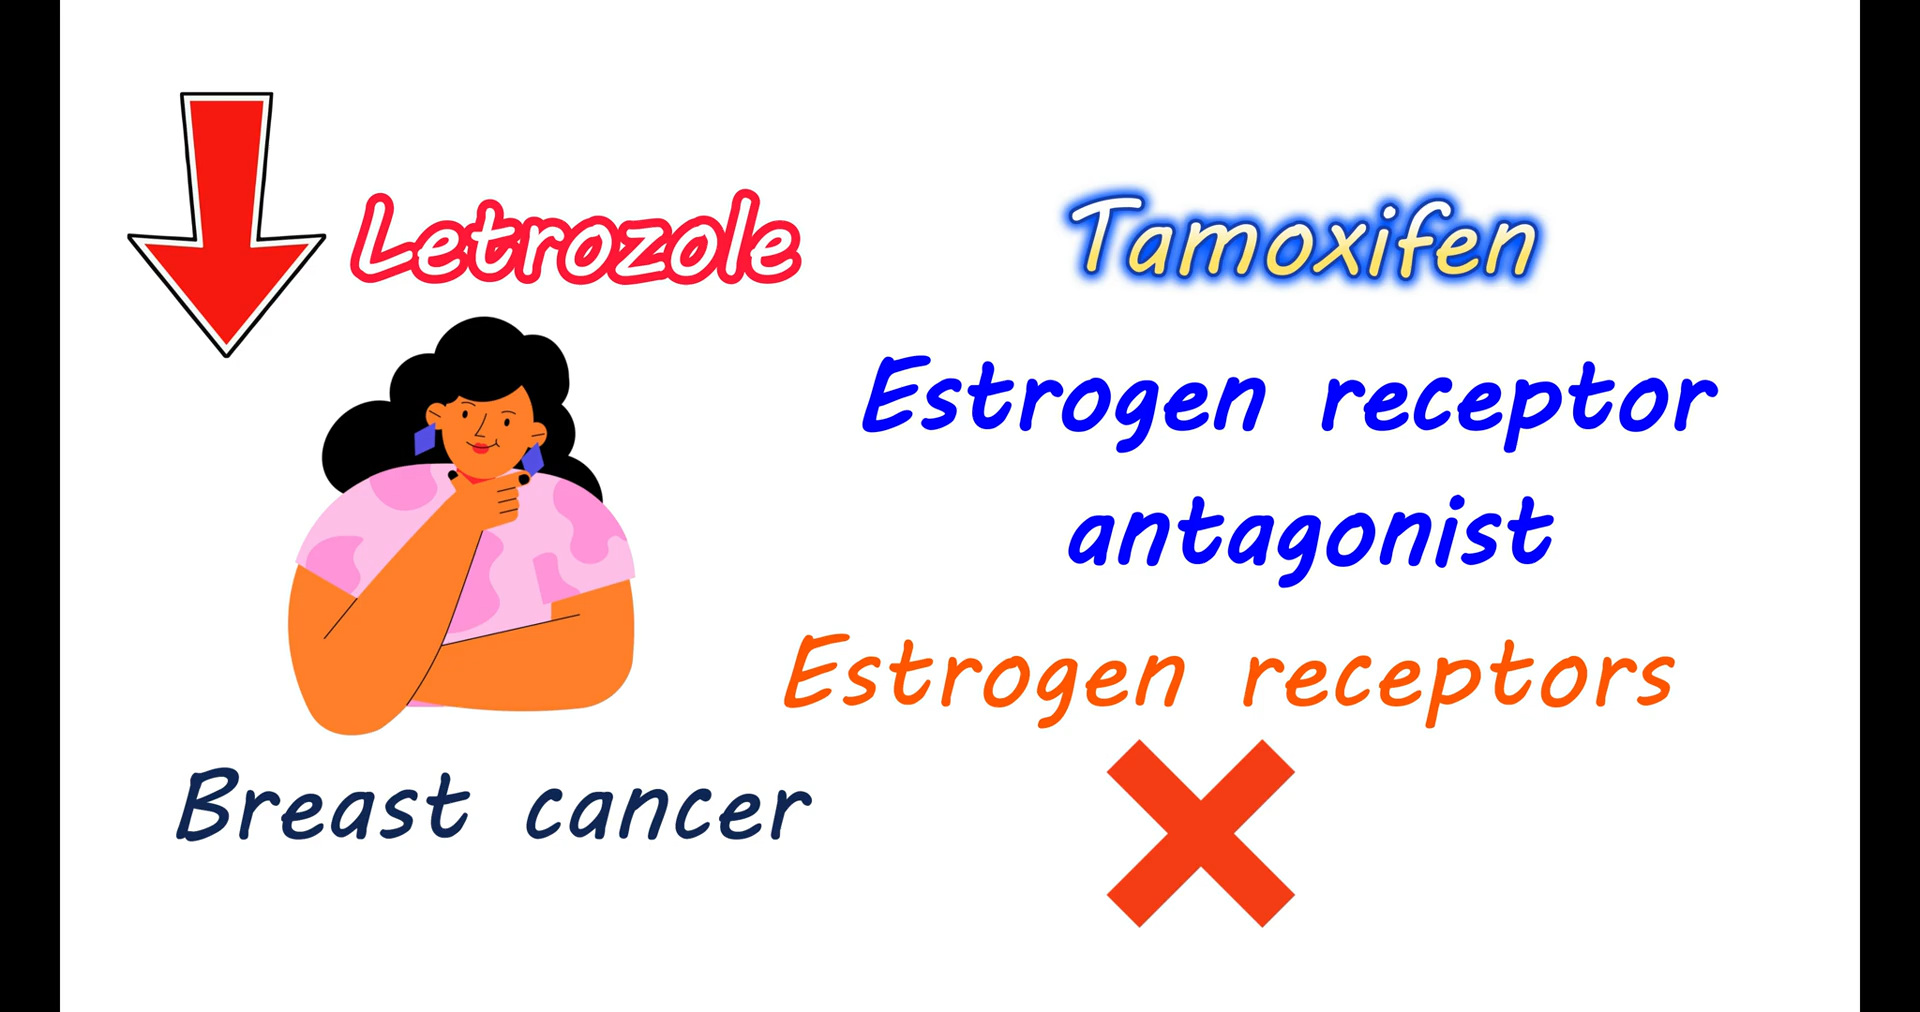 Letrozole
Tamoxifen
Estrogen receptor
antagonist
Estrogen receptors
Breast cancer